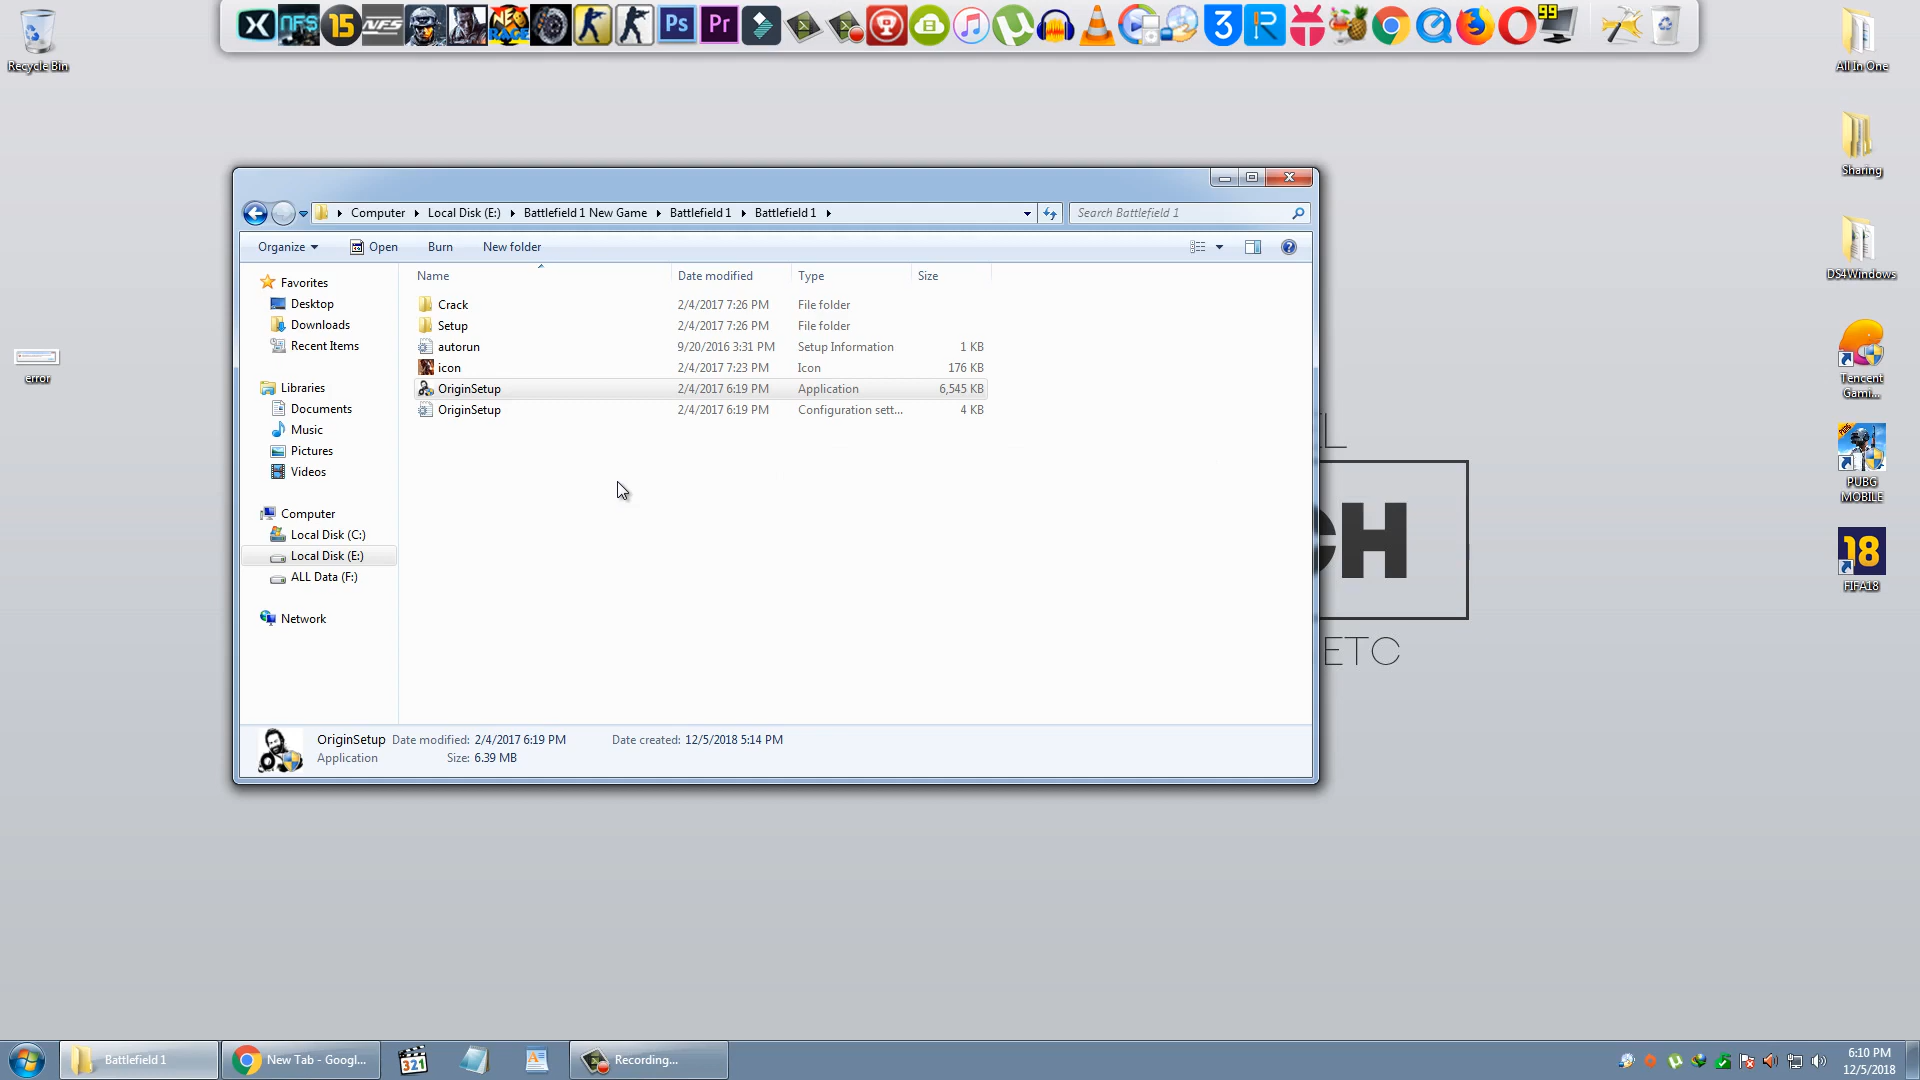 Recycle Bin
15
NFS
Ps
Pr
3
99
All In One
Sharing
DS4Windows
error
Tencent
Gami...
PUBG
MOBILE
18
FIFA18
Computer
Local Disk (E:)
Battlefield 1 New Game
Battlefield 1
Battlefield 1
Search Battlefield 1
Organize
Open
Burn
New folder
Name
Date modified
Type
Size
Favorites
Desktop
Downloads
Recent Items
Libraries
Documents
Music
Pictures
Videos
Computer
Local Disk (C:)
Local Disk (E:)
ALL Data (F:)
Network
Crack 2/4/2017 7:26 PM File folder
Setup 2/4/2017 7:26 PM File folder
autorun 9/20/2016 3:31 PM Setup Information 1 KB
icon 2/4/2017 7:23 PM Icon 176 KB
OriginSetup 2/4/2017 6:19 PM Application 6,545 KB
OriginSetup 2/4/2017 6:19 PM Configuration sett... 4 KB
OriginSetup Date modified: 2/4/2017 6:19 PM Date created: 12/5/2018 5:14 PM
Application Size: 6.39 MB
L
CH
ETC
Battlefield 1
New Tab - Googl...
321
Recording...
6:10 PM
12/5/2018